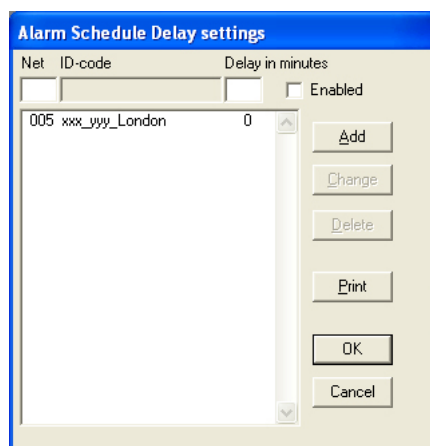 Alarm Schedule Delay settings
Net ID-code Delay in minutes
Enabled
005 xxx_yyy_London 0
Add
Change
Delete
Print
OK
Cancel